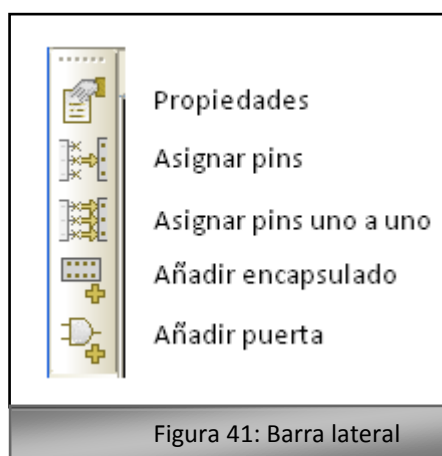 Propiedades
Asignar pins
Asignar pins uno a uno
Añadir encapsulado
Añadir puerta
Figura 41: Barra lateral